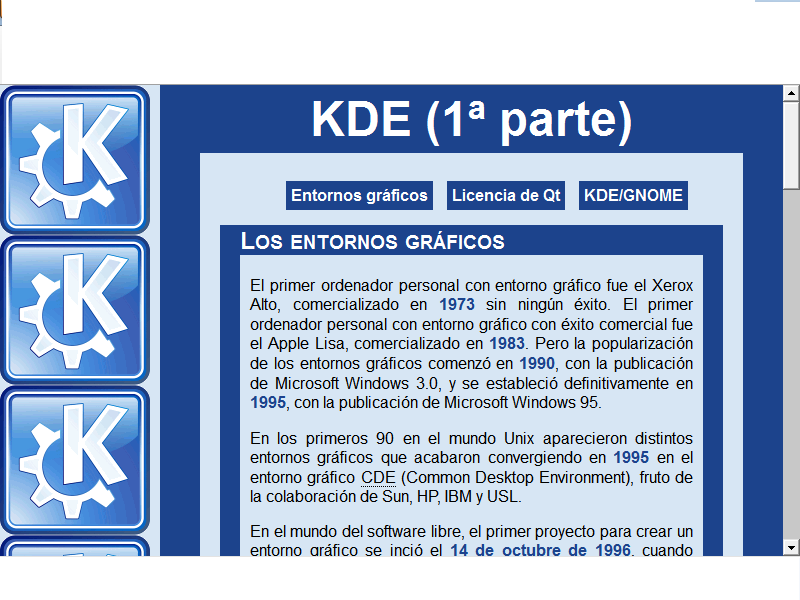 KDE (1ª parte)
Entornos gráficos Licencia de Qt KDE/GNOME
Los entornos gráficos
El primer ordenador personal con entorno gráfico fue el Xerox
Alto, comercializado en 1973 sin ningún éxito. El primer
ordenador personal con entorno gráfico con éxito comercial fue
el Apple Lisa, comercializado en 1983. Pero la popularización
de los entornos gráficos comenzó en 1990, con la publicación
de Microsoft Windows 3.0, y se estableció definitivamente en
1995, con la publicación de Microsoft Windows 95.
En los primeros 90 en el mundo Unix aparecieron distintos
entornos gráficos que acabaron convergiendo en 1995 en el
entorno gráfico CDE (Common Desktop Environment), fruto de
la colaboración de Sun, HP, IBM y USL.
En el mundo del software libre, el primer proyecto para crear un
entorno gráfico se inció el 14 de octubre de 1996, cuando